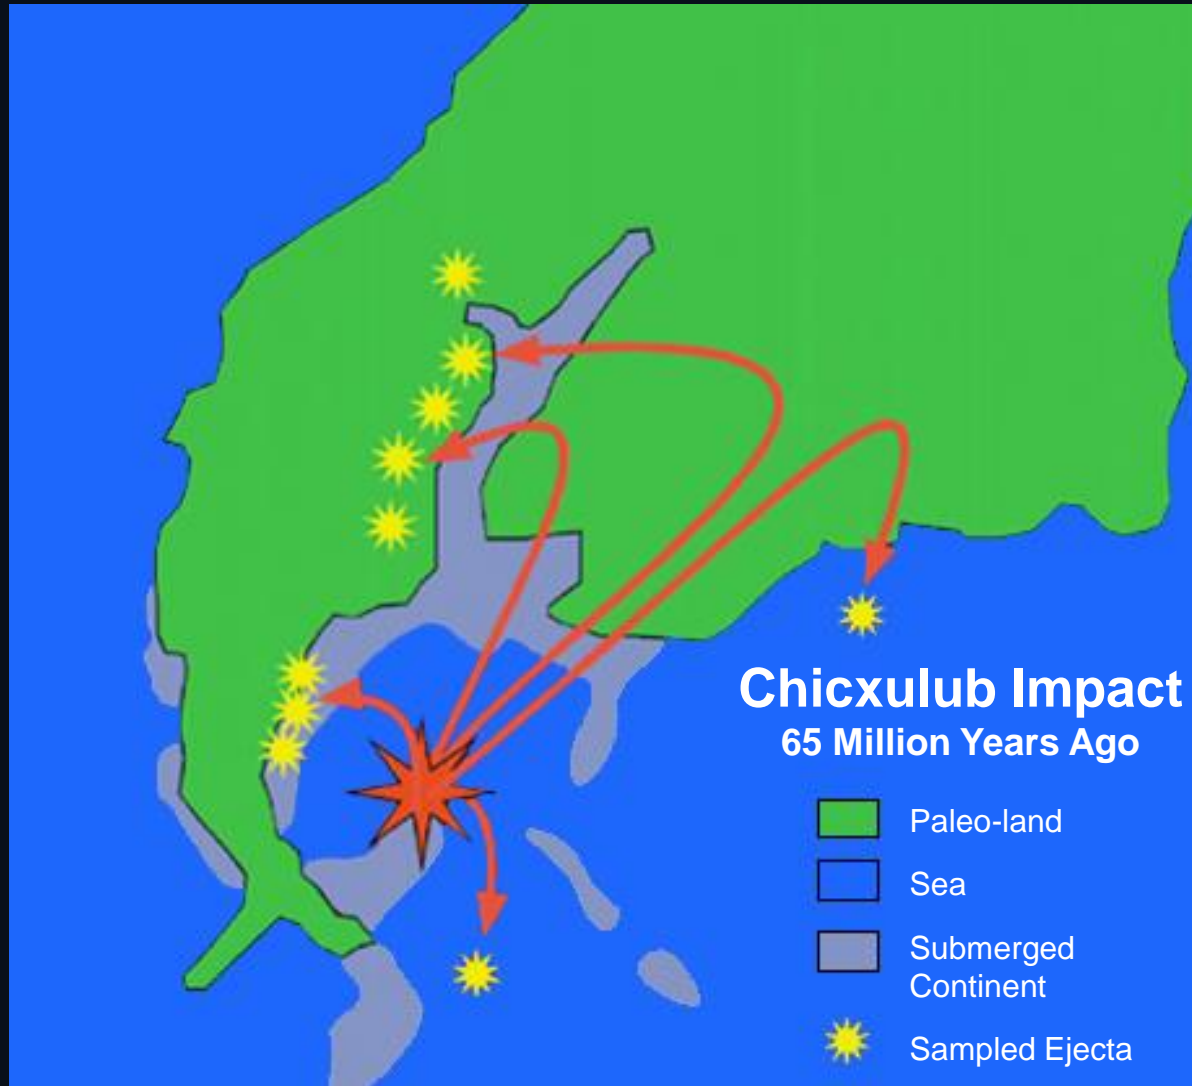 Chicxulub Impact
65 Million Years Ago
Paleo-land
Sea
Submerged
Continent
Sampled Ejecta